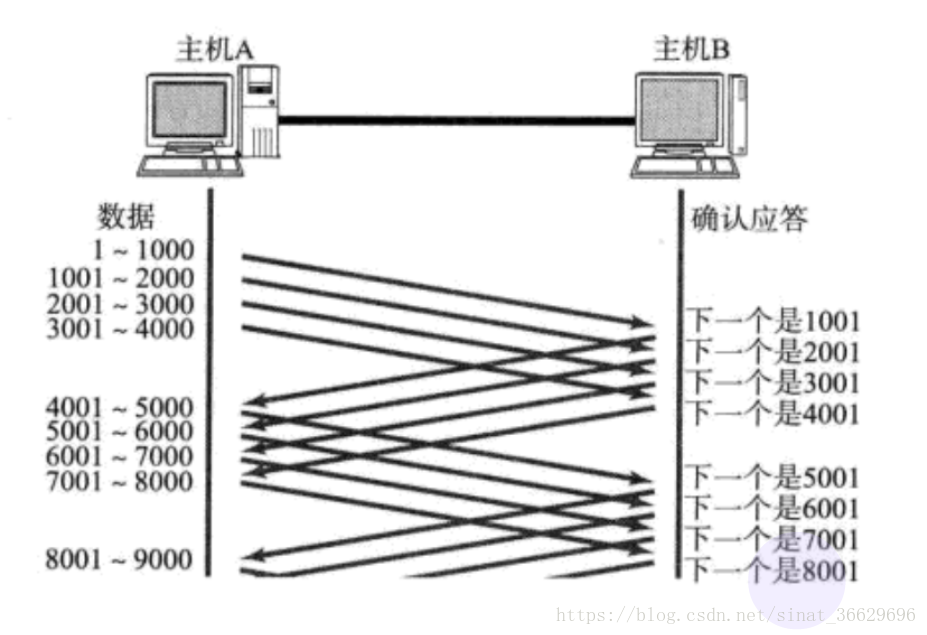 主机A
主机B
数据
确认应答
1 ~ 1000
1001 ~ 2000
2001 ~ 3000
3001 ~ 4000
下一个是1001
下一个是2001
下一个是3001
下一个是4001
4001 ~ 5000
5001 ~ 6000
6001 ~ 7000
7001 ~ 8000
下一个是5001
下一个是6001
下一个是7001
下一个是8001
8001 ~ 9000
https://blog.csdn.net/sinat_36629696